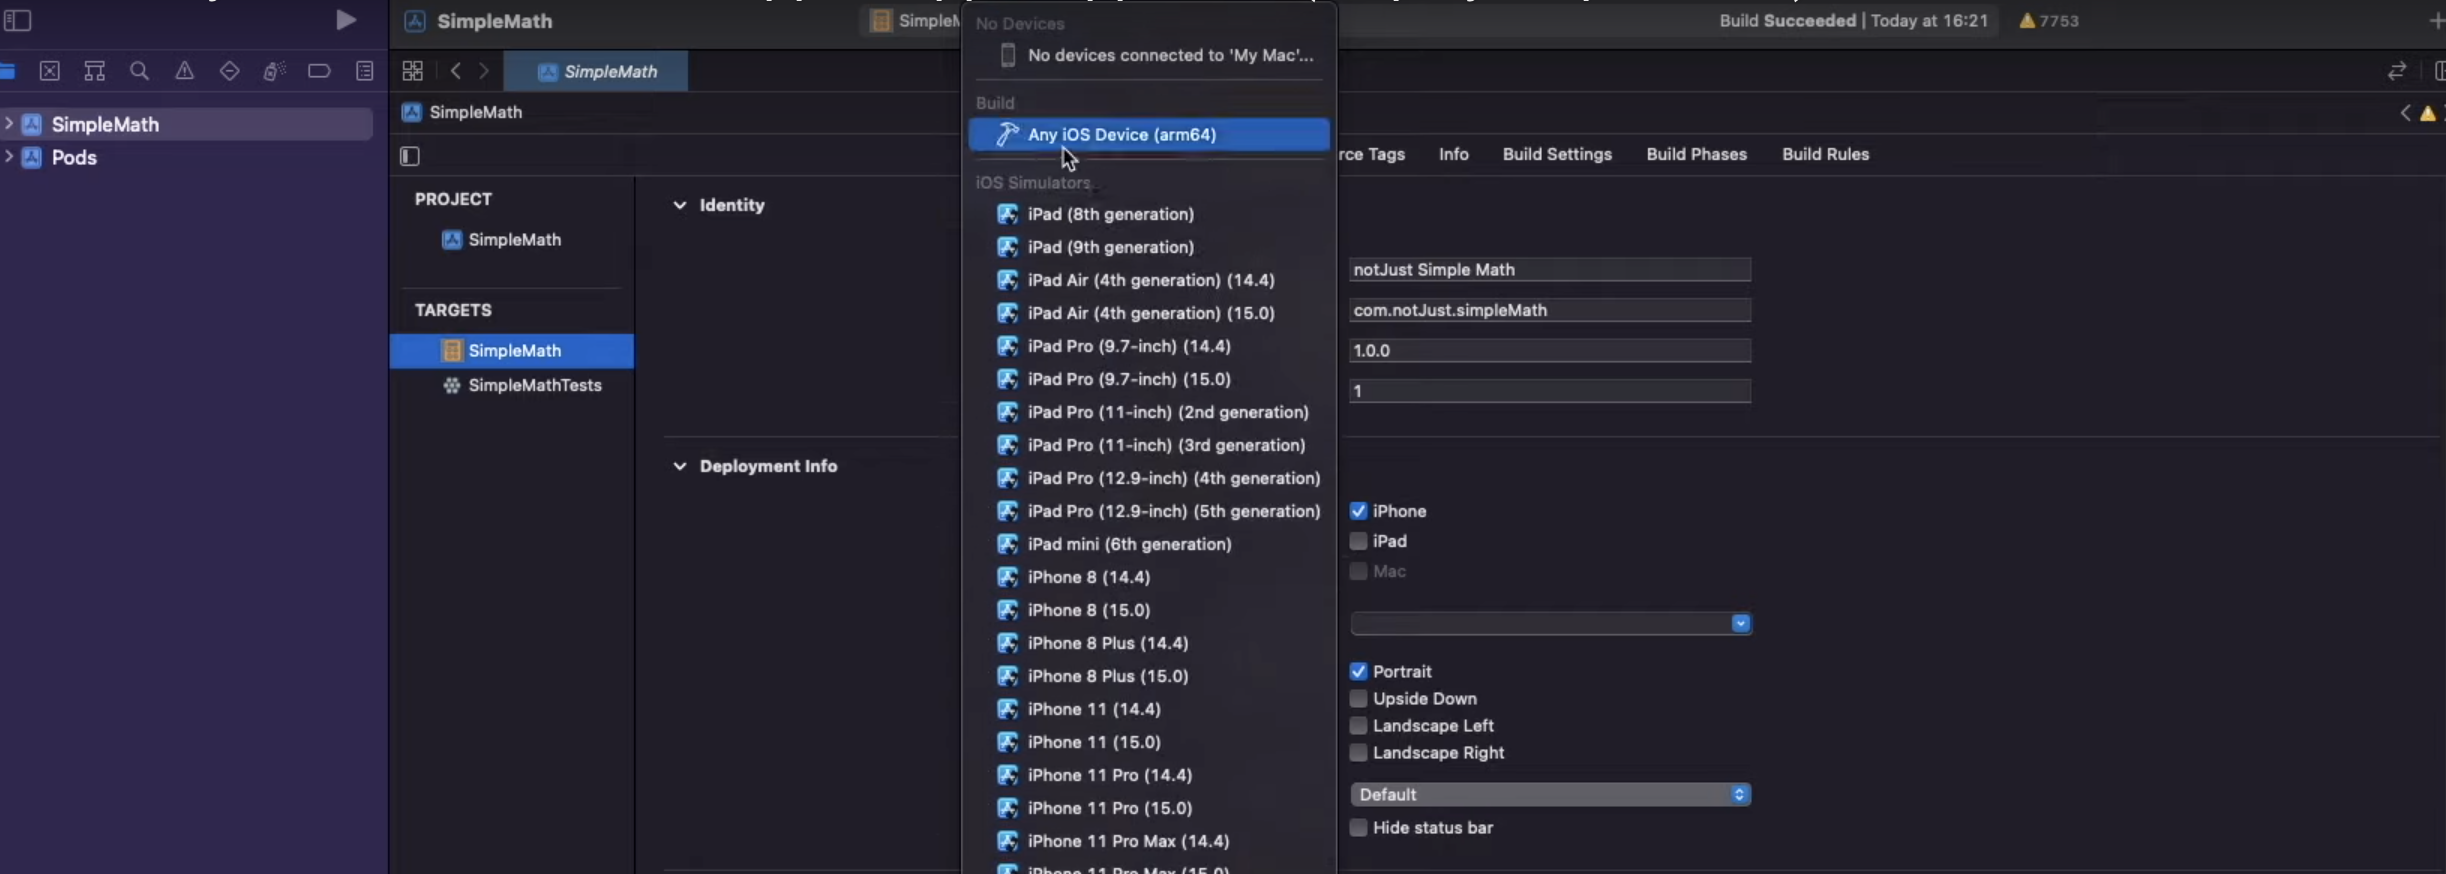 SimpleMath
SimpleM
Build Succeeded | Today at 16:21
7753
No Devices
No devices connected to 'My Mac'...
Build
Any iOS Device (arm64)
iOS Simulators
iPad (8th generation)
iPad (9th generation)
iPad Air (4th generation) (14.4)
iPad Air (4th generation) (15.0)
iPad Pro (9.7-inch) (14.4)
iPad Pro (9.7-inch) (15.0)
iPad Pro (11-inch) (2nd generation)
iPad Pro (11-inch) (3rd generation)
iPad Pro (12.9-inch) (4th generation)
iPad Pro (12.9-inch) (5th generation)
iPad mini (6th generation)
iPhone 8 (14.4)
iPhone 8 (15.0)
iPhone 8 Plus (14.4)
iPhone 8 Plus (15.0)
iPhone 11 (14.4)
iPhone 11 (15.0)
iPhone 11 Pro (14.4)
iPhone 11 Pro (15.0)
iPhone 11 Pro Max (14.4)
iPhone 11 Pro Max (15.0)
SimpleMath
Pods
SimpleMath
SimpleMath
rce Tags
Info
Build Settings
Build Phases
Build Rules
PROJECT
SimpleMath
TARGETS
SimpleMath
SimpleMathTests
Identity
notJust Simple Math
com.notJust.simpleMath
1.0.0
1
Deployment Info
iPhone
iPad
Mac
Portrait
Upside Down
Landscape Left
Landscape Right
Default
Hide status bar